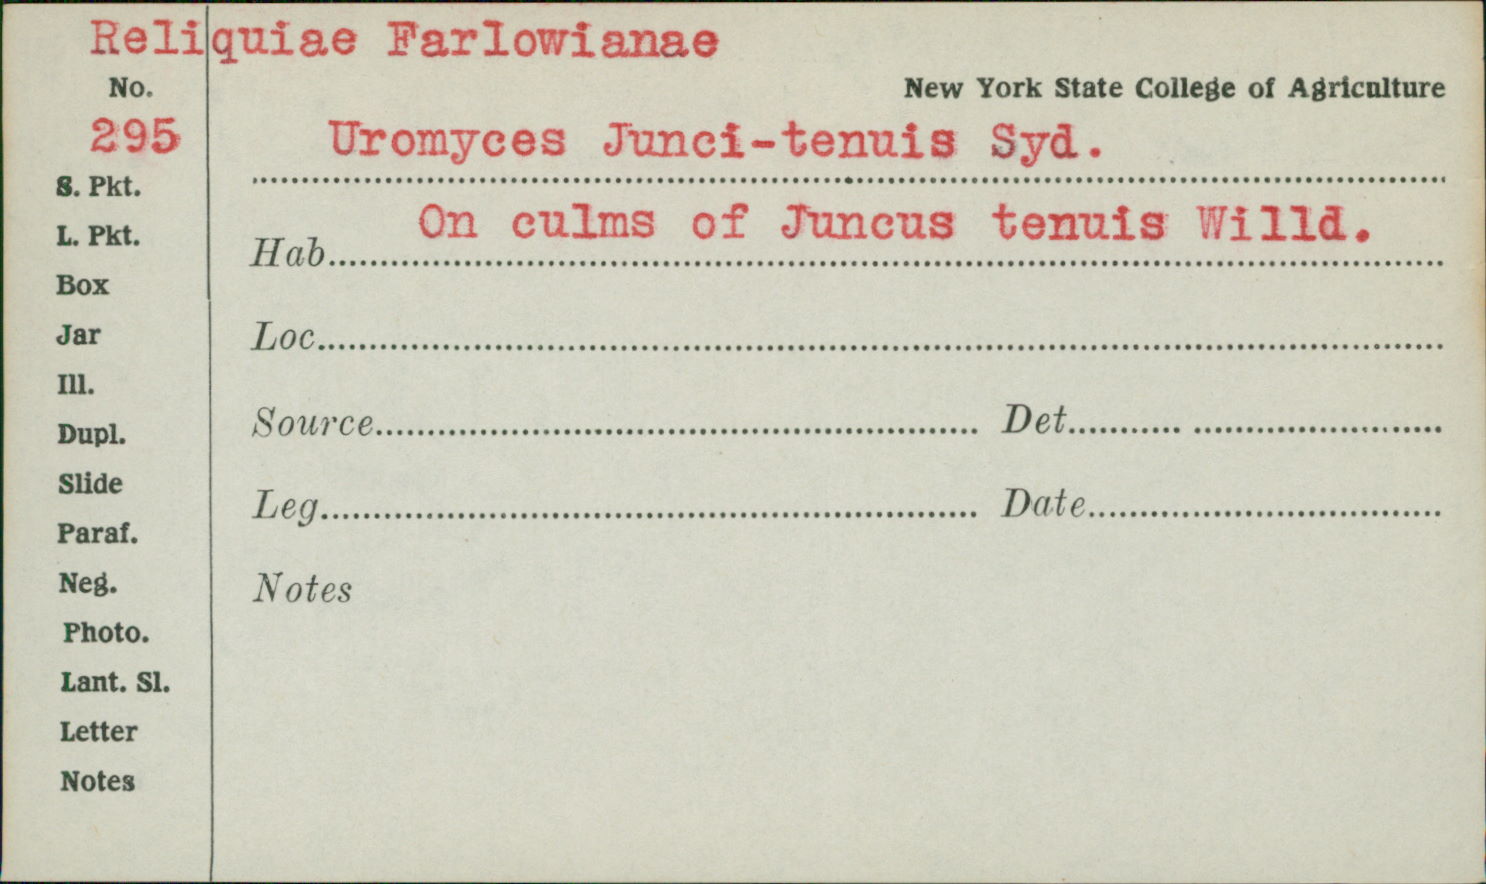 Reliquiae Farlowianae
No.
New York State College of Agriculture
295
Uromyces Junci-tenuis Syd.
S. Pkt.
On culms of Juncus tenuis Willd.
L. Pkt.
Hab
Box
Jar
Loc
Ill.
Dupl.
Source
Det
Slide
Leg
Date
Paraf.
Neg.
Notes
Photo.
Lant. Sl.
Letter
Notes